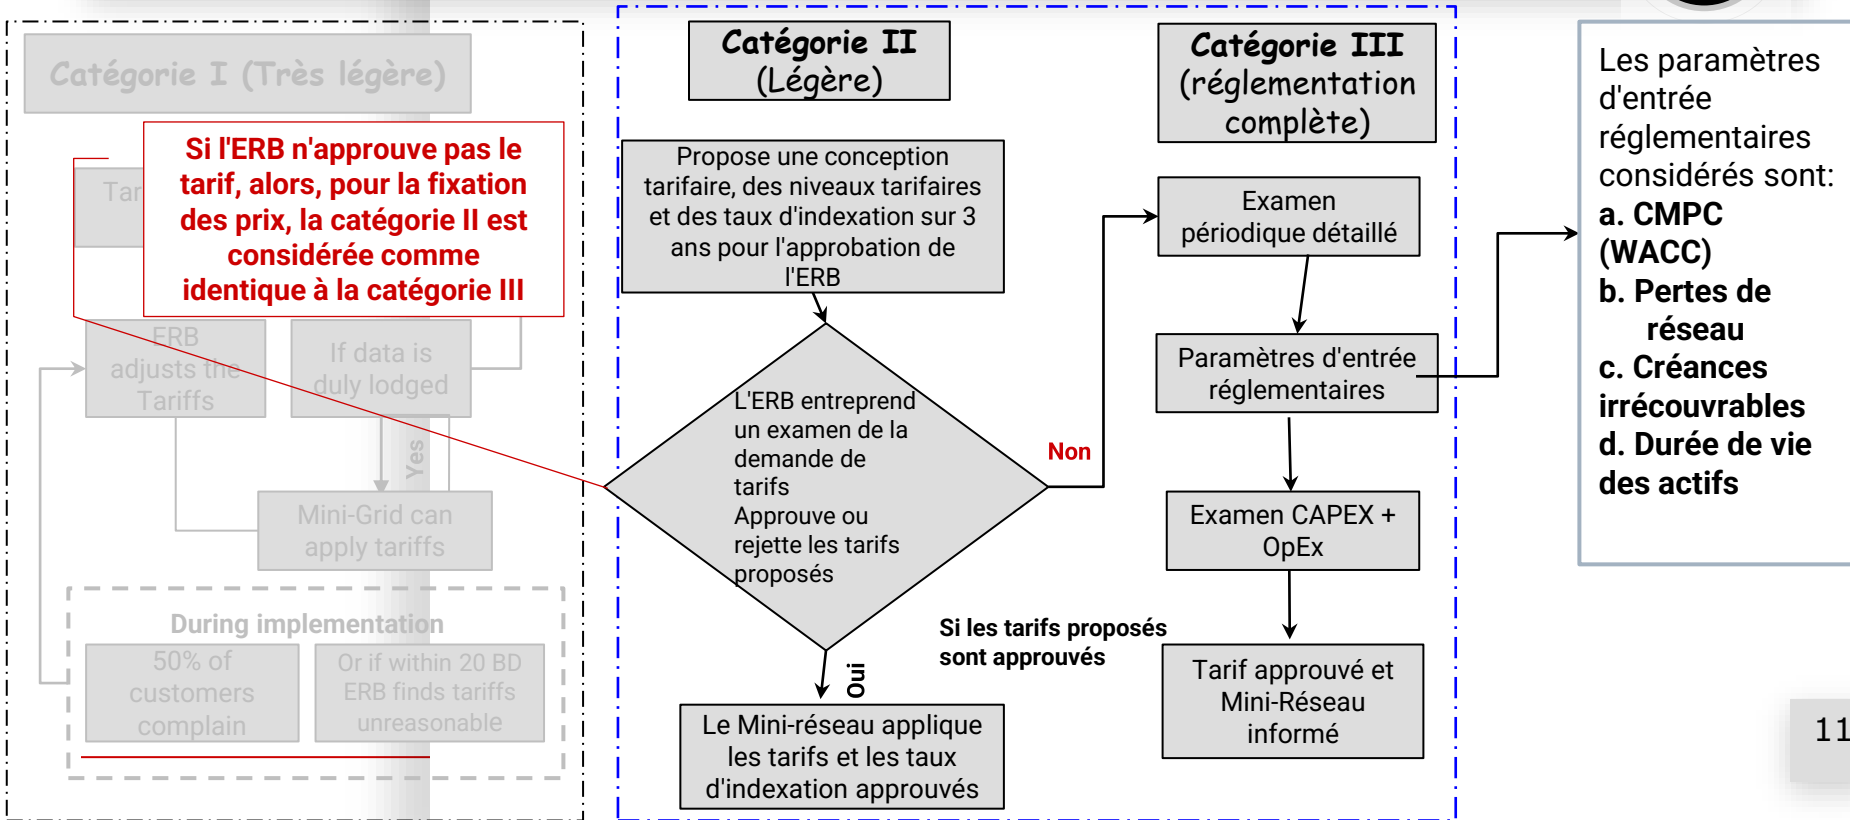 Catégorie I (Très légère)
Si l'ERB n'approuve pas le
tarif, alors, pour la fixation
des prix, la catégorie II est
considérée comme
identique à la catégorie III
Tar
ERB
adjusts the
Tariffs
If data is
duly lodged
Yes
Mini-Grid can
apply tariffs
During implementation
50% of
customers
complain
Or if within 20 BD
ERB finds tariffs
unreasonable
Catégorie II
(Légère)
Propose une conception
tarifaire, des niveaux tarifaires
et des taux d'indexation sur 3
ans pour l'approbation de
l'ERB
L'ERB entreprend
un examen de la
demande de
tarifs
Approuve ou
rejette les tarifs
proposés
Non
Oui
Le Mini-réseau applique
les tarifs et les taux
d'indexation approuvés
Si les tarifs proposés
sont approuvés
Catégorie III
(réglementation
complète)
Examen
périodique détaillé
Paramètres d'entrée
réglementaires
Examen CAPEX +
OpEx
Tarif approuvé et
Mini-Réseau
informé
Les paramètres
d'entrée
réglementaires
considérés sont:
a. CMPC
(WACC)
b. Pertes de
réseau
c. Créances
irrécouvrables
d. Durée de vie
des actifs
11